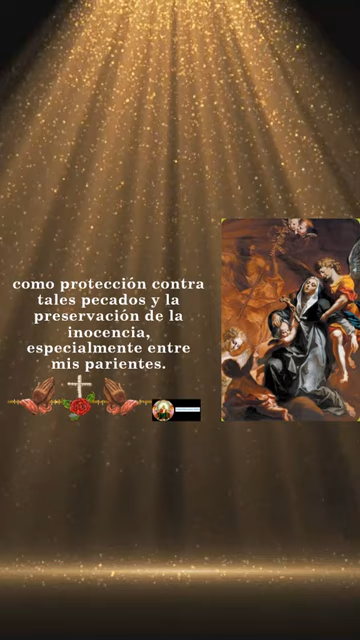 como protección contra
tales pecados y la
preservación de la
inocencia,
especialmente entre
mis parientes.